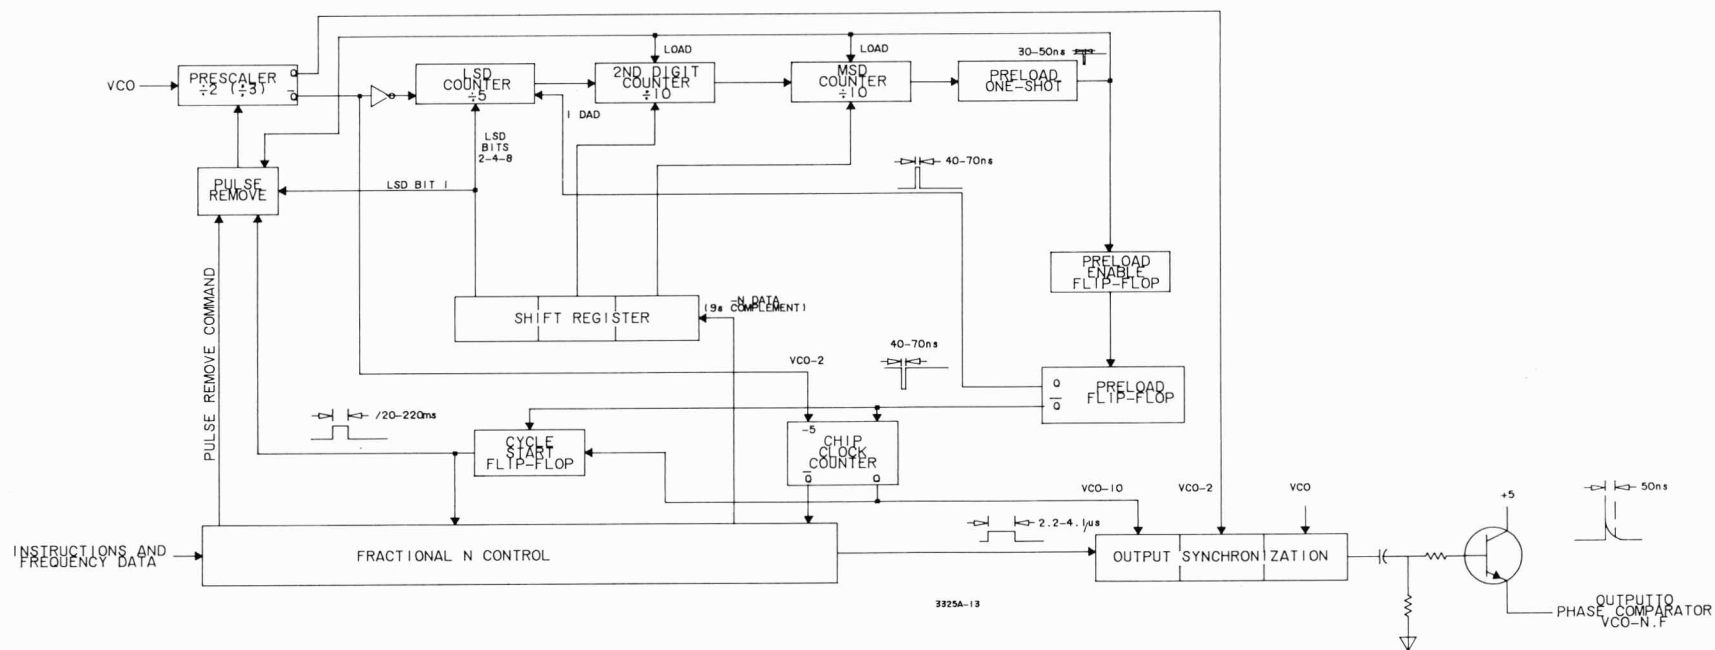 VCO
PRESCALER
÷2 (÷3)
Q
Q
LSD
COUNTER
÷5
LOAD
2ND DIGIT
COUNTER
÷10
LOAD
MSD
COUNTER
÷10
30-50ns
PRELOAD
ONE-SHOT
1 DAD
LSD
BITS
2-4-8
PULSE
REMOVE
LSD BIT 1
40-70ns
PRELOAD
ENABLE
FLIP-FLOP
PULSE REMOVE COMMAND
SHIFT REGISTER
-N DATA
(9s COMPLEMENT)
VCO-2
40-70ns
Q
Q
PRELOAD
FLIP-FLOP
/20-220ms
CYCLE
START
FLIP-FLOP
-5
CHIP
CLOCK
COUNTER
Q
Q
VCO-10
VCO-2
VCO
+5
50ns
2.2-4.1µs
INSTRUCTIONS AND
FREQUENCY DATA
FRACTIONAL N CONTROL
OUTPUT SYNCHRONIZATION
3325A-13
OUTPUT TO
PHASE COMPARATOR
VCO-N.F